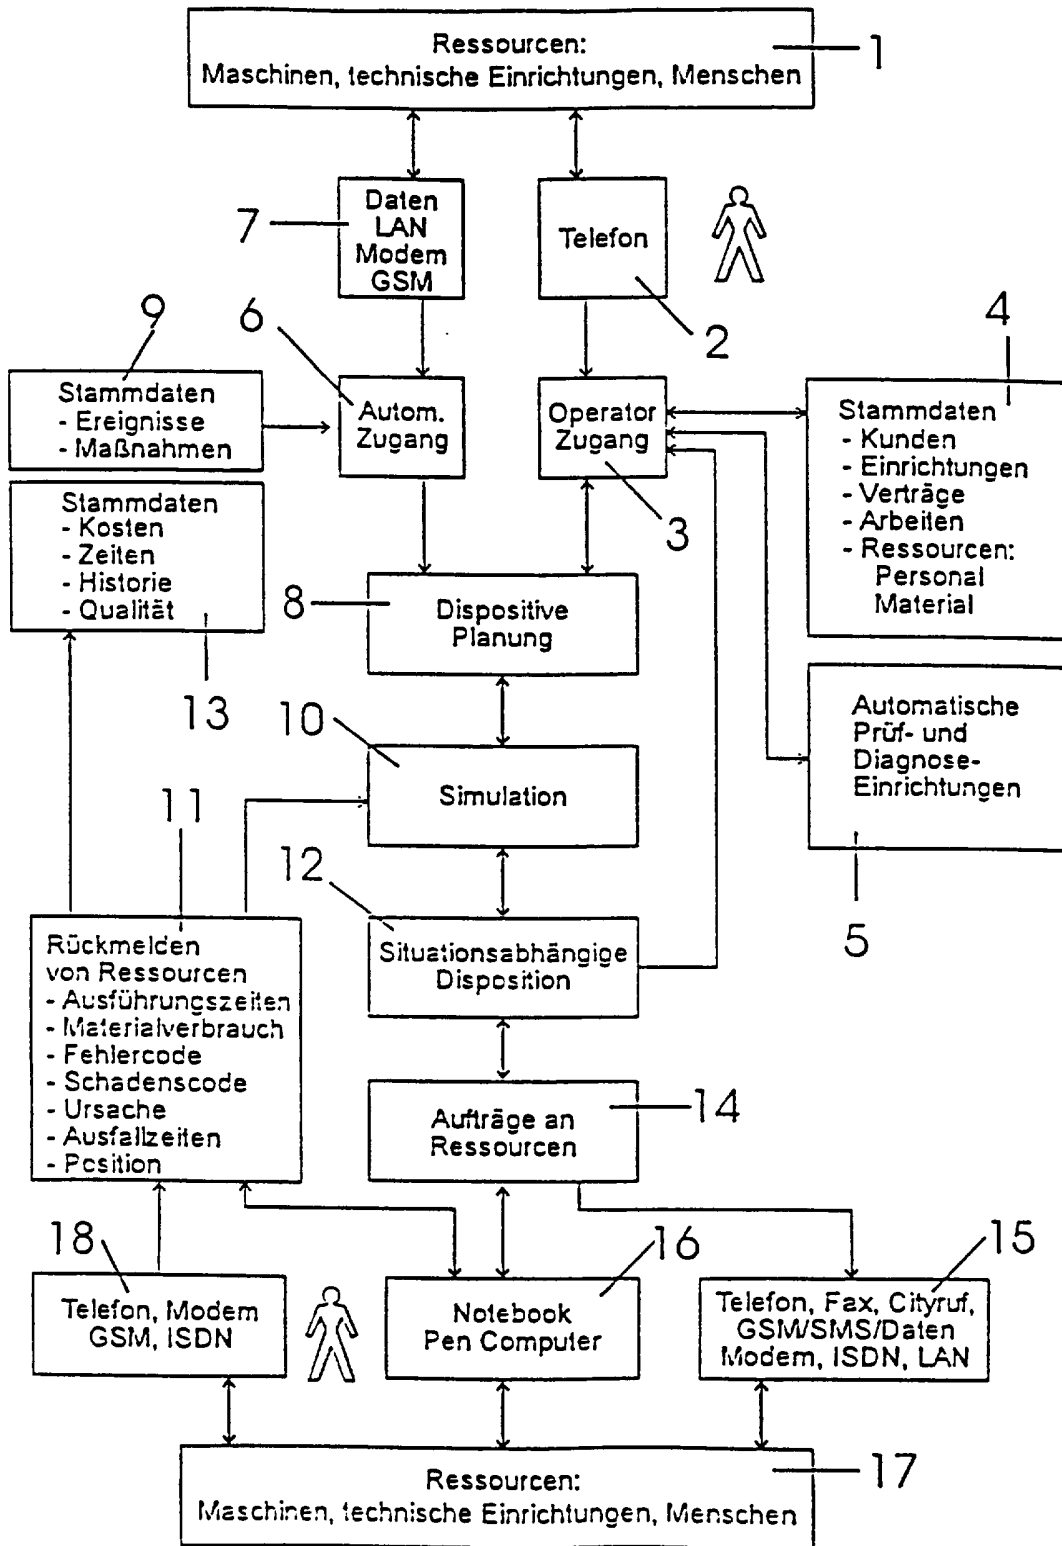 Ressourcen:
Maschinen, technische Einrichtungen, Menschen
1
7
Daten
LAN
Modem
GSM
Telefon
2
9
6
4
Stammdaten
- Ereignisse
- Maßnahmen
Autom.
Zugang
Operator
Zugang
3
Stammdaten
- Kunden
- Einrichtungen
- Verträge
- Arbeiten
- Ressourcen:
Personal
Material
Stammdaten
- Kosten
- Zeiten
- Historie
- Qualität
13
8
Dispositive
Planung
10
Simulation
Automatische
Prüf- und
Diagnose-
Einrichtungen
5
11
12
Situationsabhängige
Disposition
Rückmelden
von Ressourcen
- Ausführungszeiten
- Materialverbrauch
- Fehlercode
- Schadenscode
- Ursache
- Ausfallzeiten
- Position
Aufträge an
Ressourcen
14
18
Telefon, Modem
GSM, ISDN
16
Notebook
Pen Computer
15
Telefon, Fax, Cityruf,
GSM/SMS/Daten
Modem, ISDN, LAN
Ressourcen:
Maschinen, technische Einrichtungen, Menschen
17